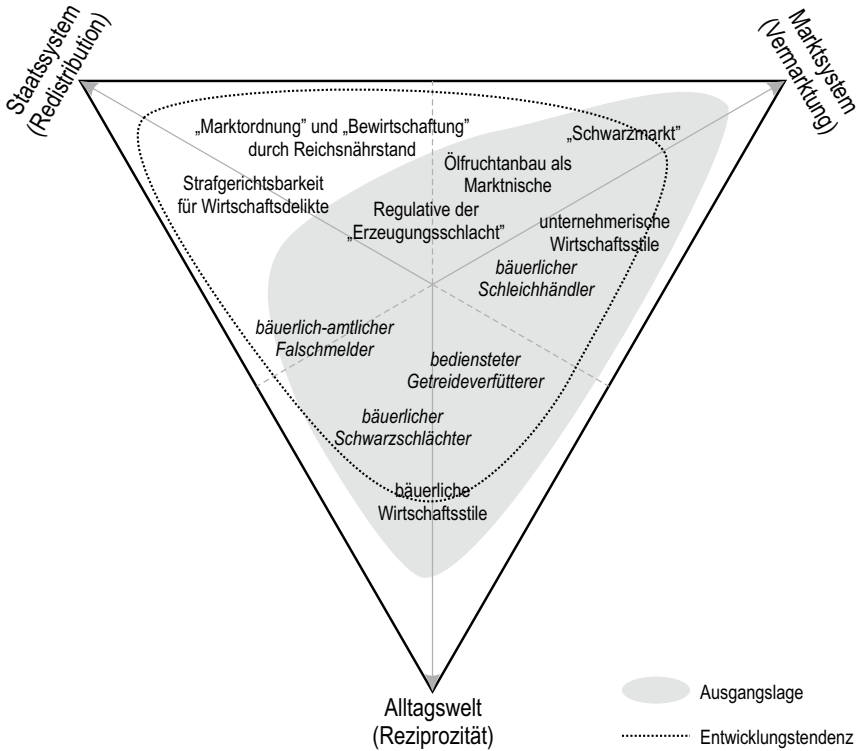 Staatssystem
(Redistribution)
Marktsystem
(Vermarktung)
„Marktordnung” und „Bewirtschaftung”
durch Reichsnährstand
„Schwarzmarkt”
Ölfruchtanbau als
Marktnische
Strafgerichtsbarkeit
für Wirtschaftsdelikte
Regulative der
„Erzeugungsschlacht”
unternehmerische
Wirtschaftsstile
bäuerlicher
Schleichhändler
bäuerlich-amtlicher
Falschmelder
bediensteter
Getreideverfütterer
bäuerlicher
Schwarzschlächter
bäuerliche
Wirtschaftsstile
Alltagswelt
(Reziprozität)
Ausgangslage
Entwicklungstendenz